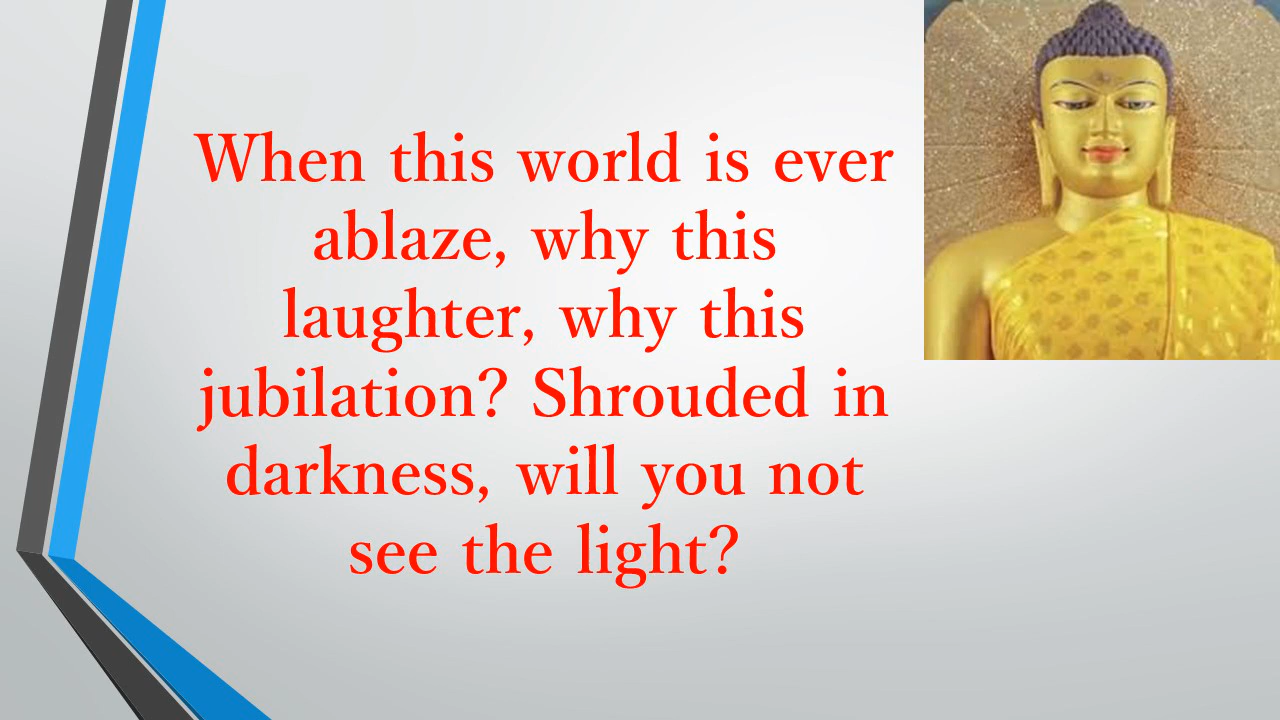 When this world is ever
ablaze, why this
laughter, why this
jubilation? Shrouded in
darkness, will you not
see the light?